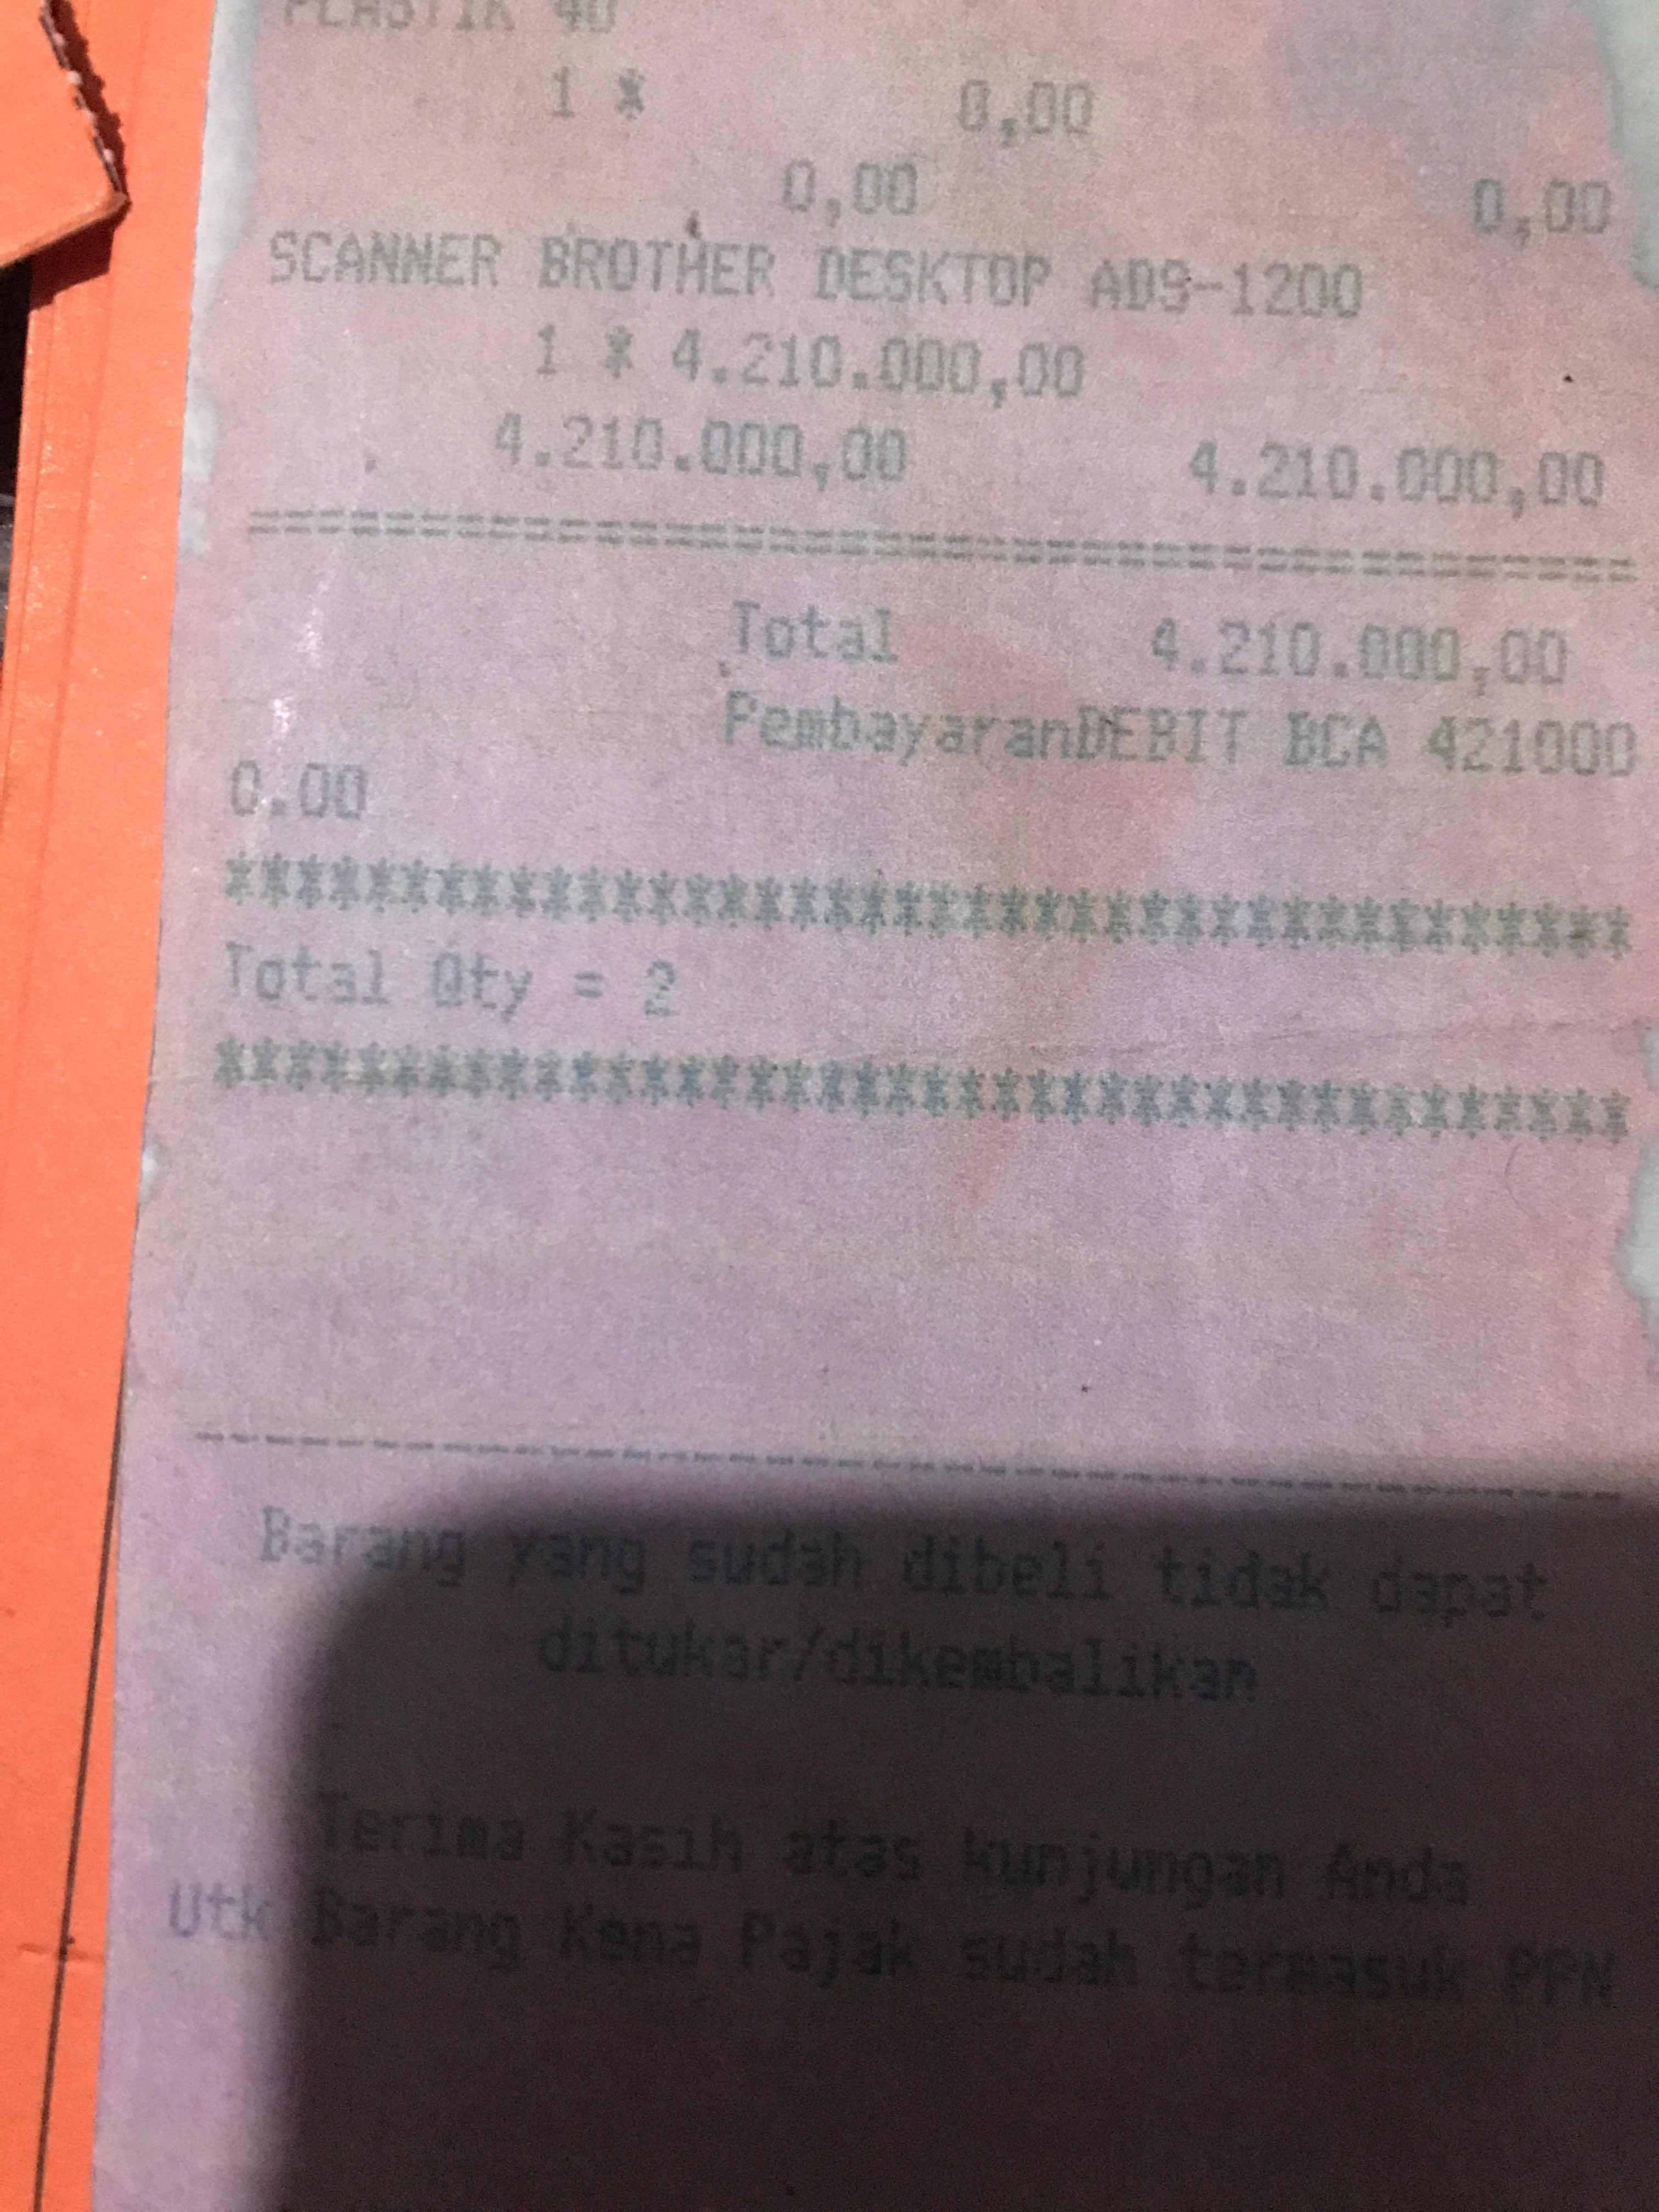 PLASTIK 40
1 * 0,00
0,00 0,00
SCANNER BROTHER DESKTOP ADS-1200
1 * 4.210.000,00
4.210.000,00 4.210.000,00
======================================
Total 4.210.000,00
PembayaranDEBIT BCA 421000
0.00
****************************************
Total Qty = 2
****************************************
----------------------------------------
Barang yang sudah dibeli tidak dapat
ditukar/dikembalikan
Terima Kasih atas kunjungan Anda
Utk Barang Kena Pajak sudah termasuk PPN